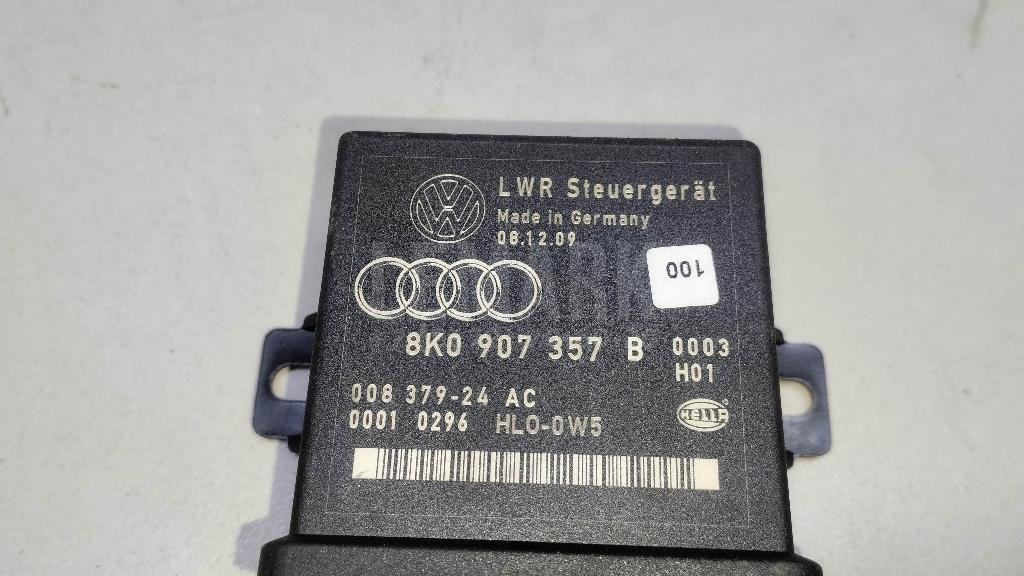 LWR Steuergerät
Made in Germany
08.12.09
100
8K0 907 357 B 0003
H01
008 379-24 AC
0001 0296 HLO-0W5
HELLA